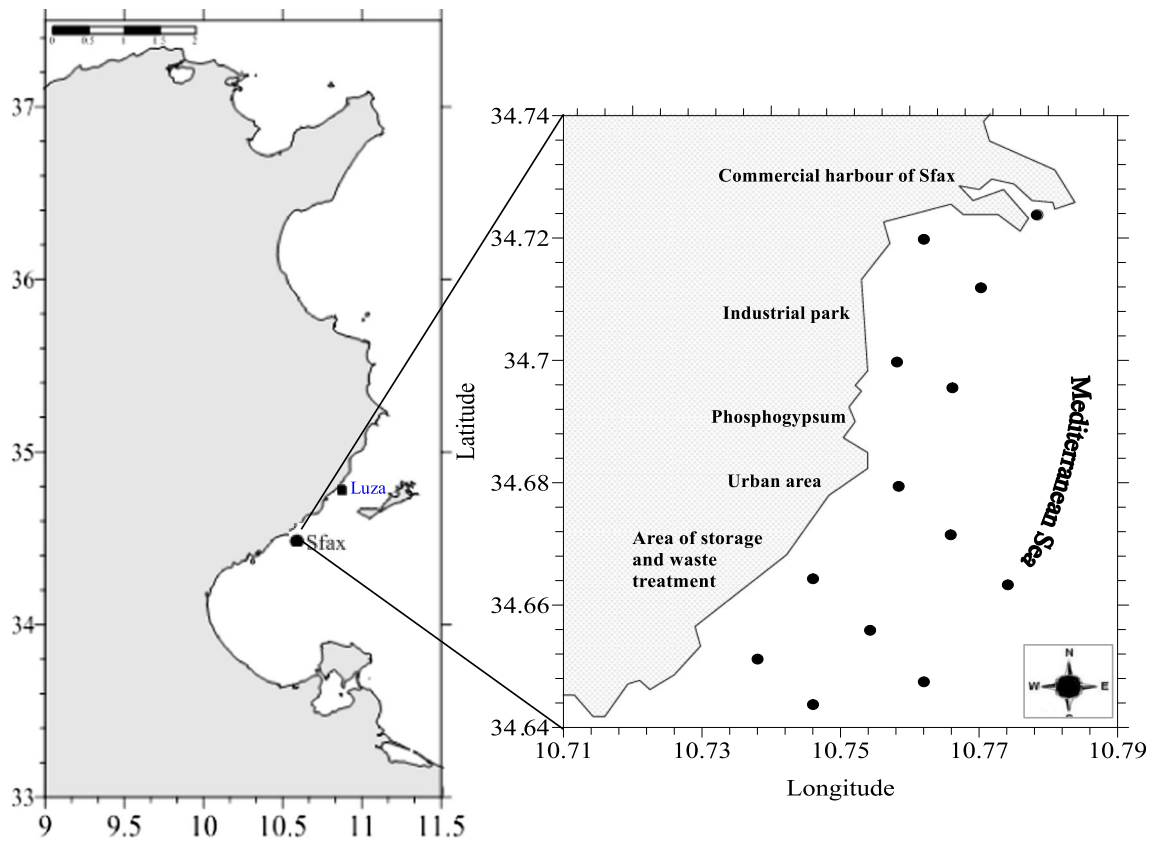 0 0.5 1 1.5 2
37
36
35
34
33
9 9.5 10 10.5 11 11.5
Luza
Sfax
Latitude
34.74
34.72
34.7
34.68
34.66
34.64
10.71 10.73 10.75 10.77 10.79
Longitude
Commercial harbour of Sfax
Industrial park
Phosphogypsum
Urban area
Area of storage
and waste
treatment
Mediterranean Sea
N
W E